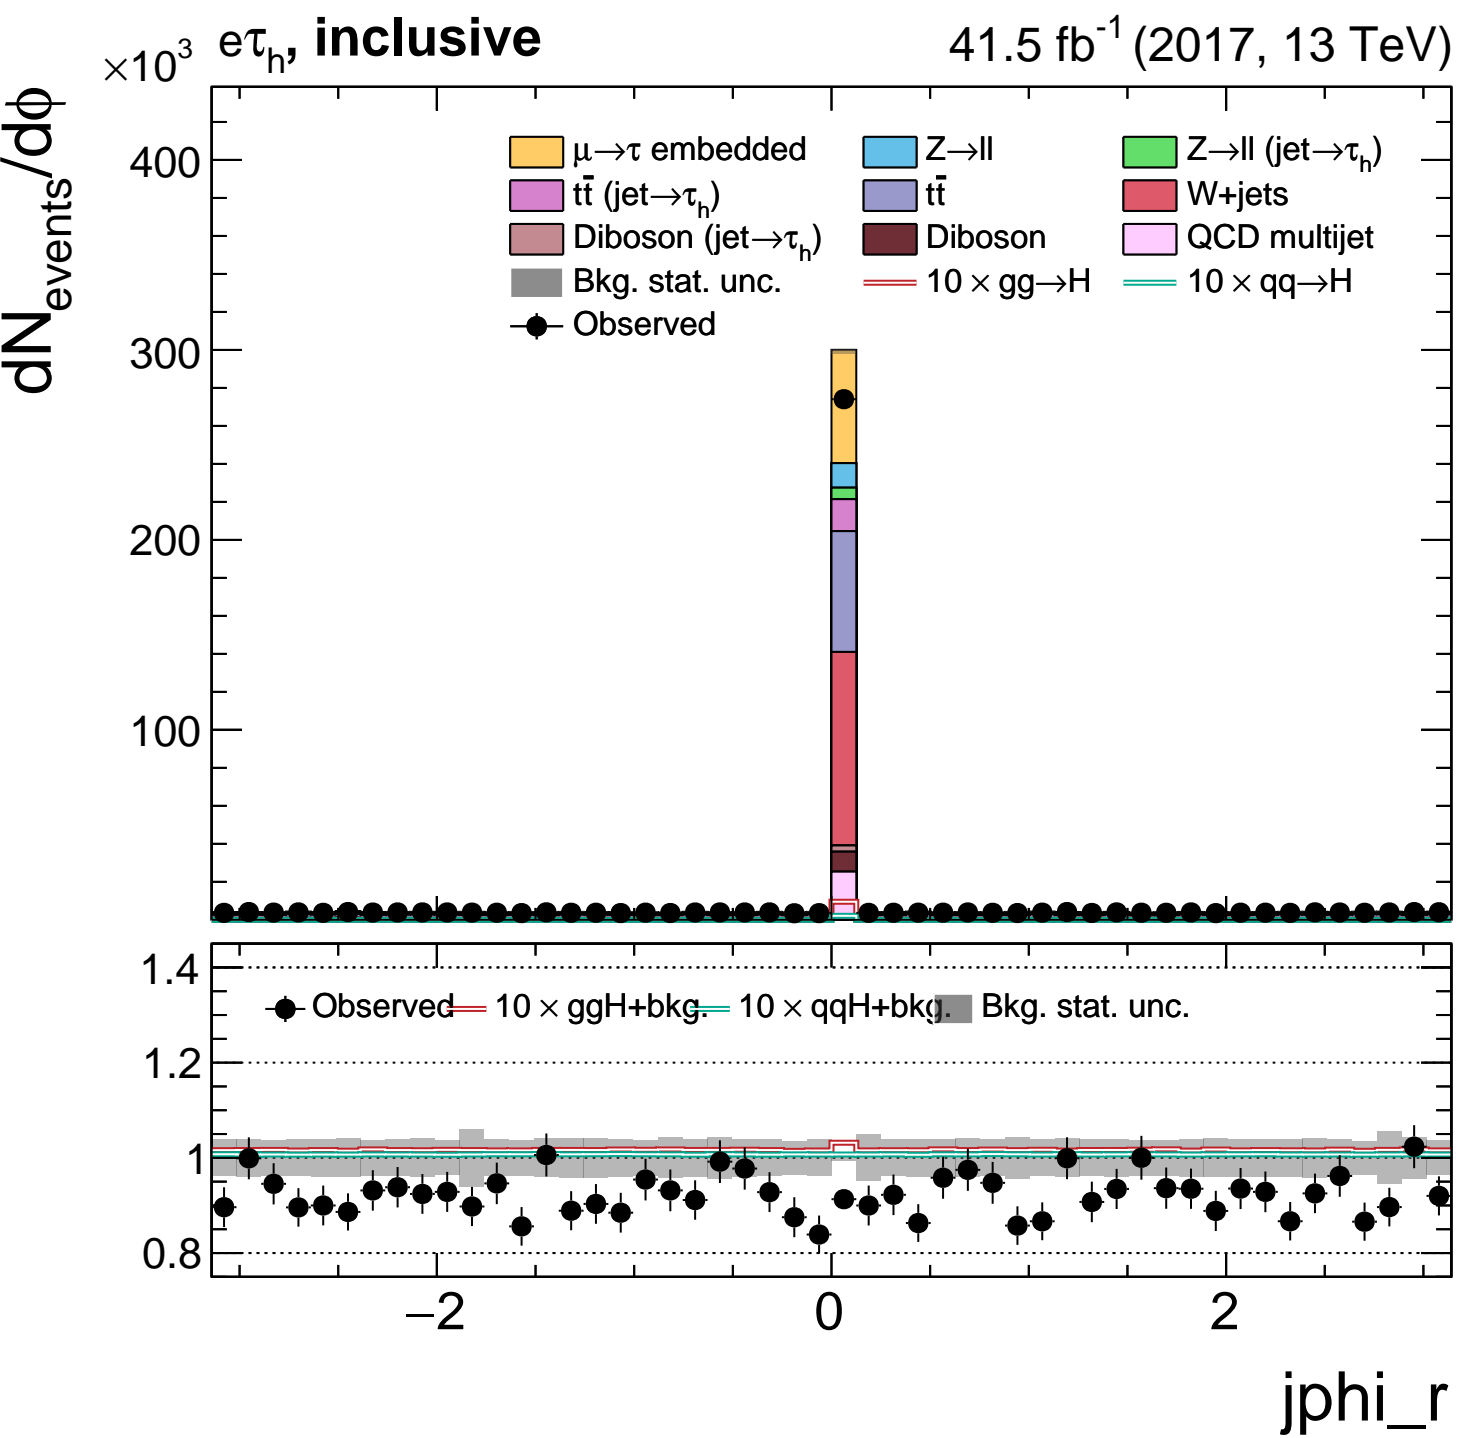 ×10³ eτₕ, inclusive 41.5 fb⁻¹ (2017, 13 TeV)
dN_events/dϕ
400
300
200
100
μ→τ embedded Z→ll Z→ll (jet→τₕ)
tt̄ (jet→τₕ) tt̄ W+jets
Diboson (jet→τₕ) Diboson QCD multijet
Bkg. stat. unc. 10 × gg→H 10 × qq→H
Observed
1.4
1.2
1
0.8
Observed 10 × ggH+bkg. 10 × qqH+bkg. Bkg. stat. unc.
−2 0 2
jphi_r